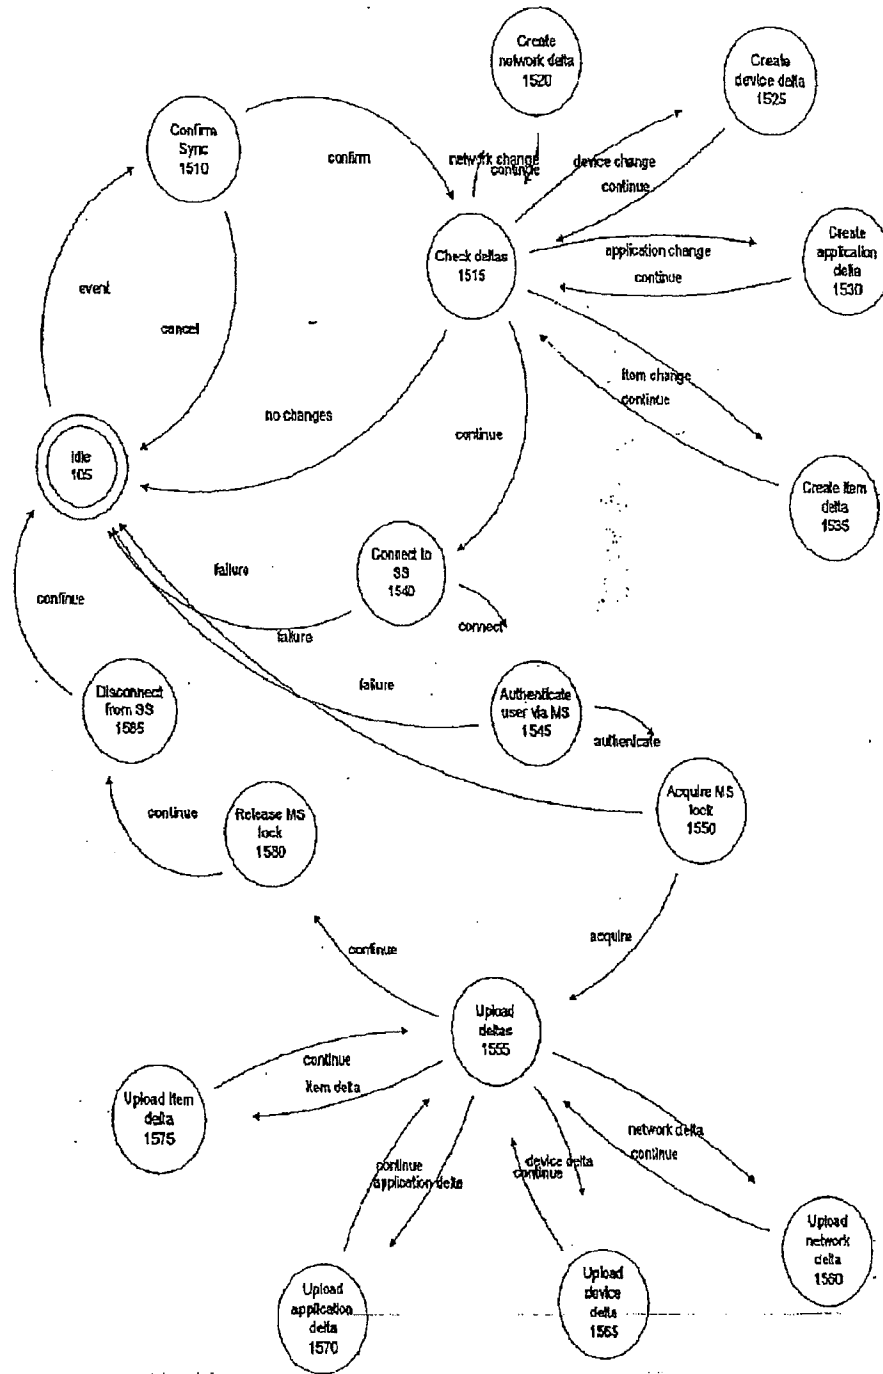 Create
network delta
1520
Create
device delta
1525
Confirm
Sync
1510
confirm
network change
continue
device change
continue
Check deltas
1515
application change
continue
Create
application
delta
1530
event
cancel
no changes
continue
Item change
continue
Create Item
delta
1535
Idle
105
Connect to
SS
1540
failure
failure
connect
continue
Disconnect
from SS
1585
failure
Authenticate
user via MS
1545
authenticate
continue
Release MS
lock
1580
Acquire MS
lock
1550
continue
acquire
Upload
deltas
1555
continue
Item delta
Upload Item
delta
1575
continue
application delta
device delta
continue
network delta
continue
Upload
network
delta
1560
Upload
application
delta
1570
Upload
device
delta
1565